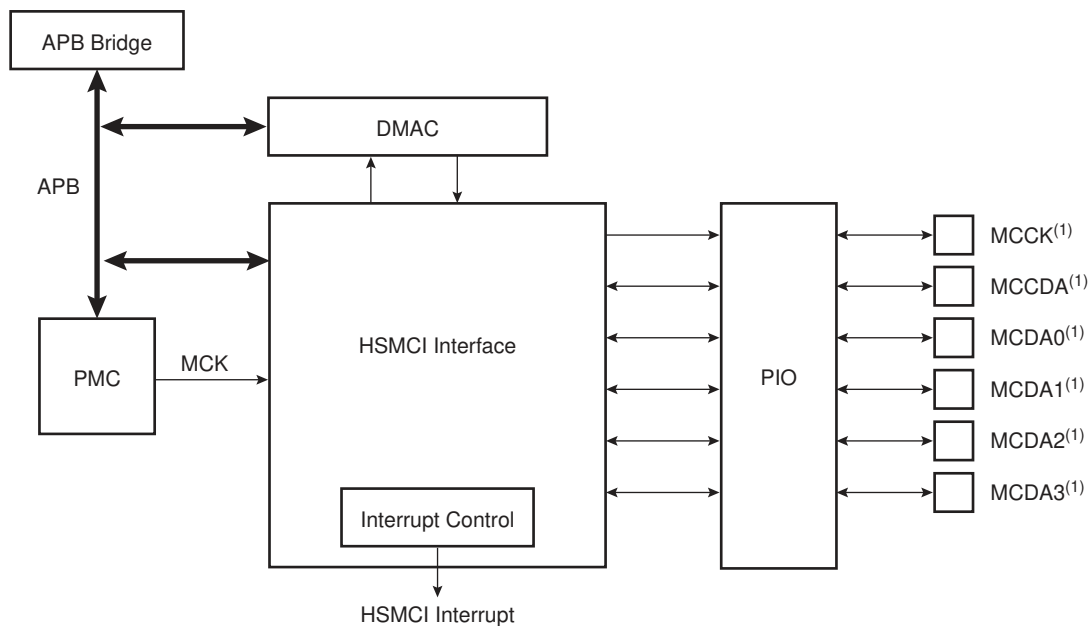 APB Bridge
DMAC
APB
MCCK(1)
MCCDA(1)
HSMCI Interface
MCDA0(1)
MCK
PMC
PIO
MCDA1(1)
MCDA2(1)
MCDA3(1)
Interrupt Control
HSMCI Interrupt